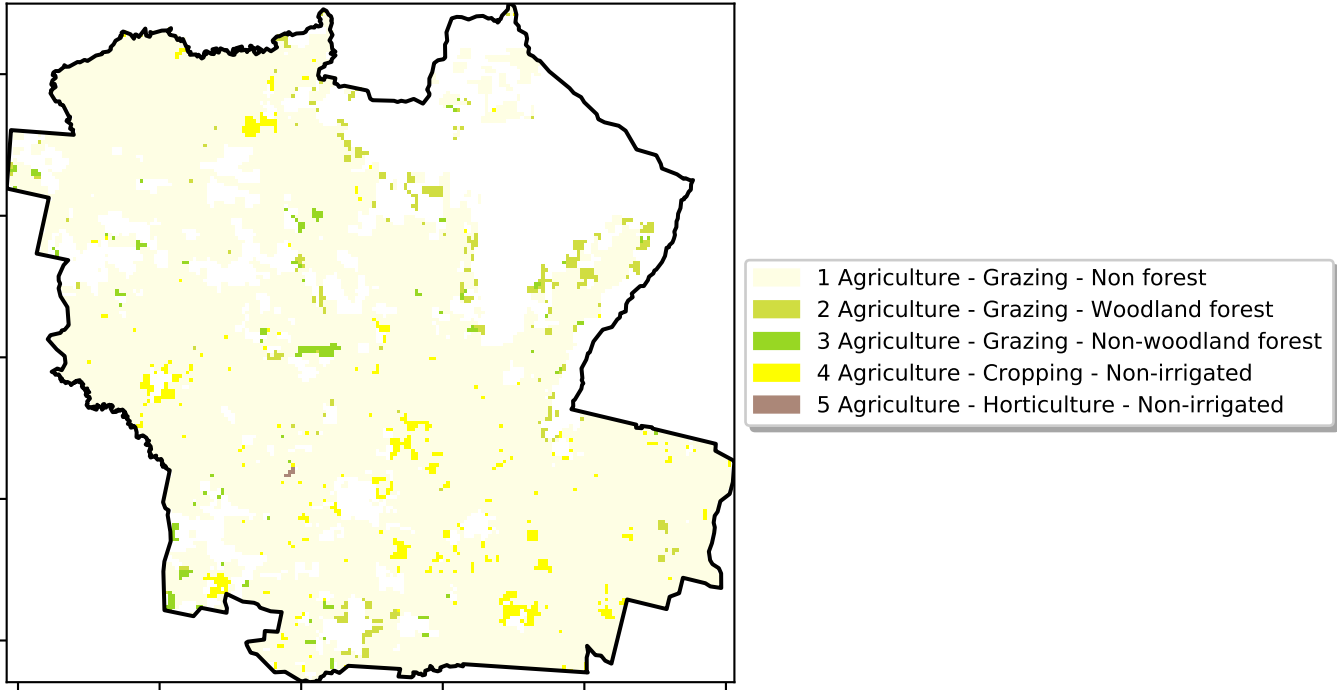 1 Agriculture - Grazing - Non forest
2 Agriculture - Grazing - Woodland forest
3 Agriculture - Grazing - Non-woodland forest
4 Agriculture - Cropping - Non-irrigated
5 Agriculture - Horticulture - Non-irrigated